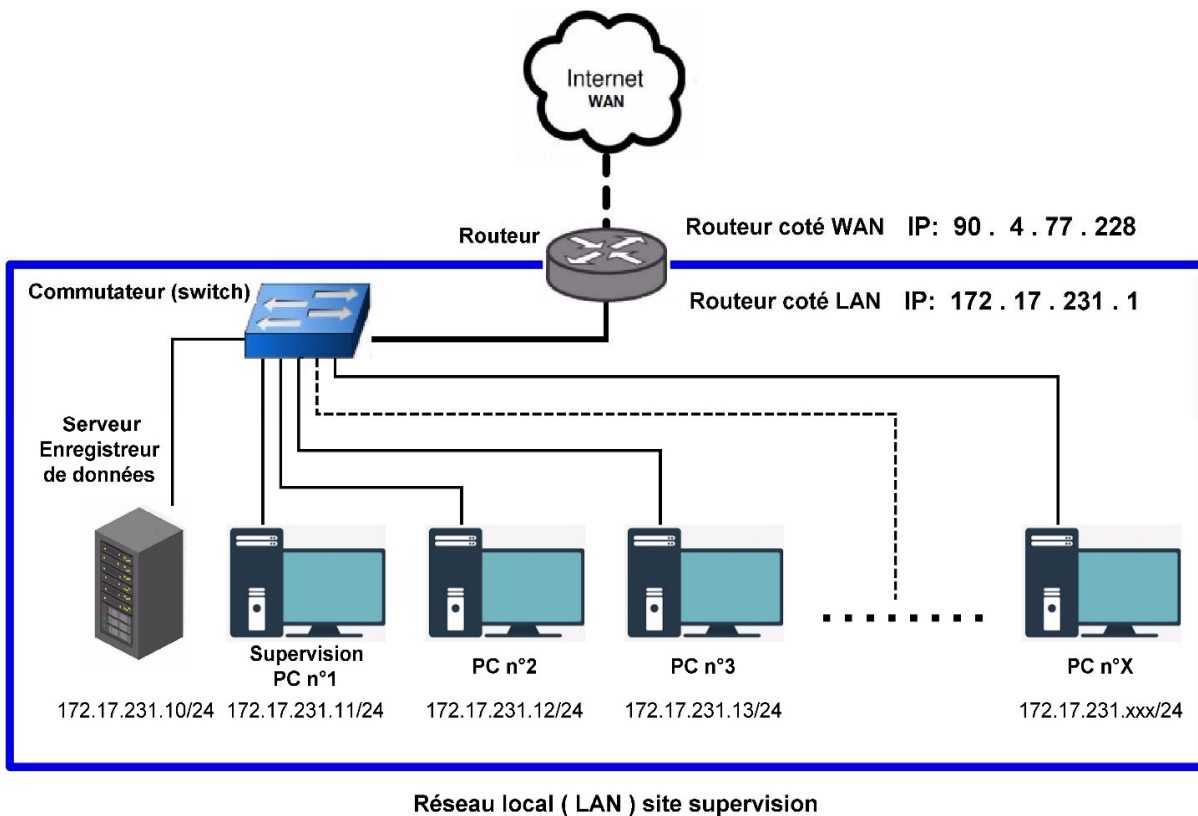 Internet
WAN
Routeur
Routeur coté WAN IP: 90 . 4 . 77 . 228
Commutateur (switch)
Routeur coté LAN IP: 172 . 17 . 231 . 1
Serveur
Enregistreur
de données
Supervision
PC n°1
PC n°2
PC n°3
PC n°X
172.17.231.10/24
172.17.231.11/24
172.17.231.12/24
172.17.231.13/24
172.17.231.xxx/24
Réseau local ( LAN ) site supervision